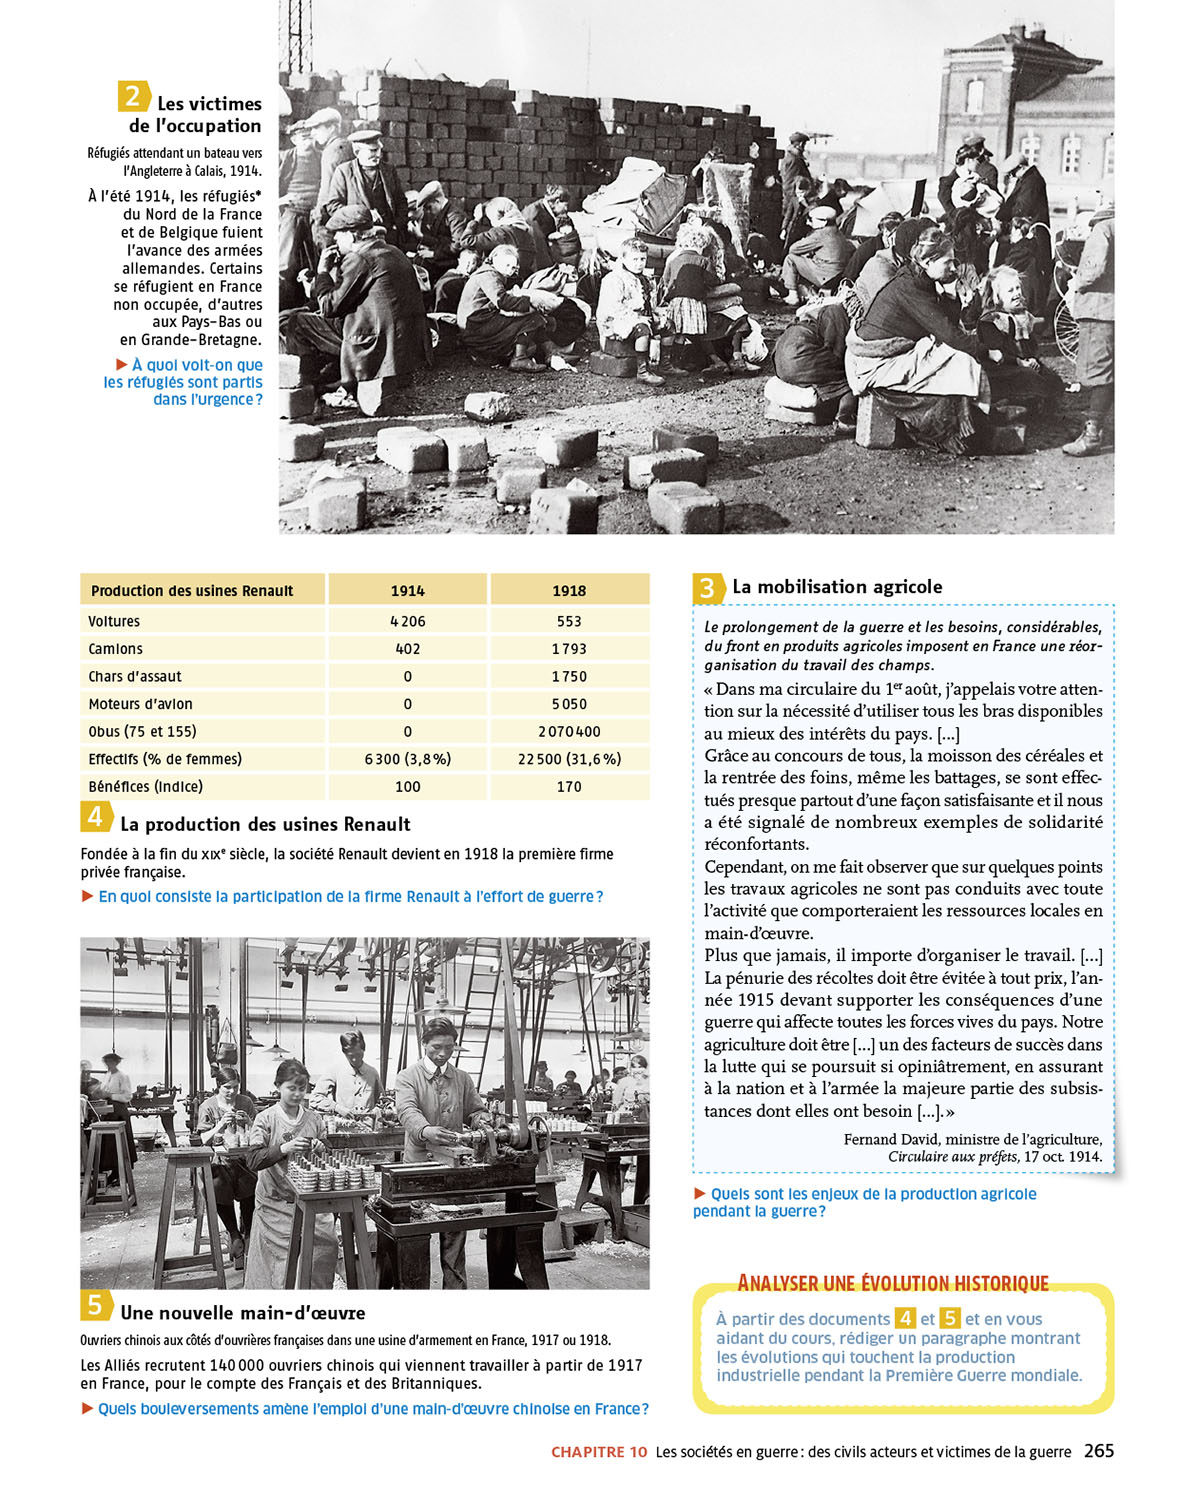 2 Les victimes
de l'occupation
Réfugiés attendant un bateau vers
l'Angleterre à Calais, 1914.
À l'été 1914, les réfugiés*
du Nord de la France
et de Belgique fuient
l'avance des armées
allemandes. Certains
se réfugient en France
non occupée, d'autres
aux Pays-Bas ou
en Grande-Bretagne.
▶ À quoi voit-on que
les réfugiés sont partis
dans l'urgence ?
Production des usines Renault 1914 1918
Voitures 4 206 553
Camions 402 1 793
Chars d'assaut 0 1 750
Moteurs d'avion 0 5 050
Obus (75 et 155) 0 2 070 400
Effectifs (% de femmes) 6 300 (3,8 %) 22 500 (31,6 %)
Bénéfices (indice) 100 170
4 La production des usines Renault
Fondée à la fin du XIXe siècle, la société Renault devient en 1918 la première firme
privée française.
▶ En quoi consiste la participation de la firme Renault à l'effort de guerre ?
5 Une nouvelle main-d'œuvre
Ouvriers chinois aux côtés d'ouvrières françaises dans une usine d'armement en France, 1917 ou 1918.
Les Alliés recrutent 140 000 ouvriers chinois qui viennent travailler à partir de 1917
en France, pour le compte des Français et des Britanniques.
▶ Quels bouleversements amène l'emploi d'une main-d'œuvre chinoise en France ?
3 La mobilisation agricole
Le prolongement de la guerre et les besoins, considérables,
du front en produits agricoles imposent en France une réor-
ganisation du travail des champs.
« Dans ma circulaire du 1er août, j'appelais votre atten-
tion sur la nécessité d'utiliser tous les bras disponibles
au mieux des intérêts du pays. [...]
Grâce au concours de tous, la moisson des céréales et
la rentrée des foins, même les battages, se sont effec-
tués presque partout d'une façon satisfaisante et il nous
a été signalé de nombreux exemples de solidarité
réconfortants.
Cependant, on me fait observer que sur quelques points
les travaux agricoles ne sont pas conduits avec toute
l'activité que comporteraient les ressources locales en
main-d'œuvre.
Plus que jamais, il importe d'organiser le travail. [...]
La pénurie des récoltes doit être évitée à tout prix, l'an-
née 1915 devant supporter les conséquences d'une
guerre qui affecte toutes les forces vives du pays. Notre
agriculture doit être [...] un des facteurs de succès dans
la lutte qui se poursuit si opiniâtrement, en assurant
à la nation et à l'armée la majeure partie des subsis-
tances dont elles ont besoin [...]. »
Fernand David, ministre de l'agriculture,
Circulaire aux préfets, 17 oct. 1914.
▶ Quels sont les enjeux de la production agricole
pendant la guerre ?
ANALYSER UNE ÉVOLUTION HISTORIQUE
À partir des documents 4 et 5 et en vous
aidant du cours, rédiger un paragraphe montrant
les évolutions qui touchent la production
industrielle pendant la Première Guerre mondiale.
CHAPITRE 10 Les sociétés en guerre : des civils acteurs et victimes de la guerre 265